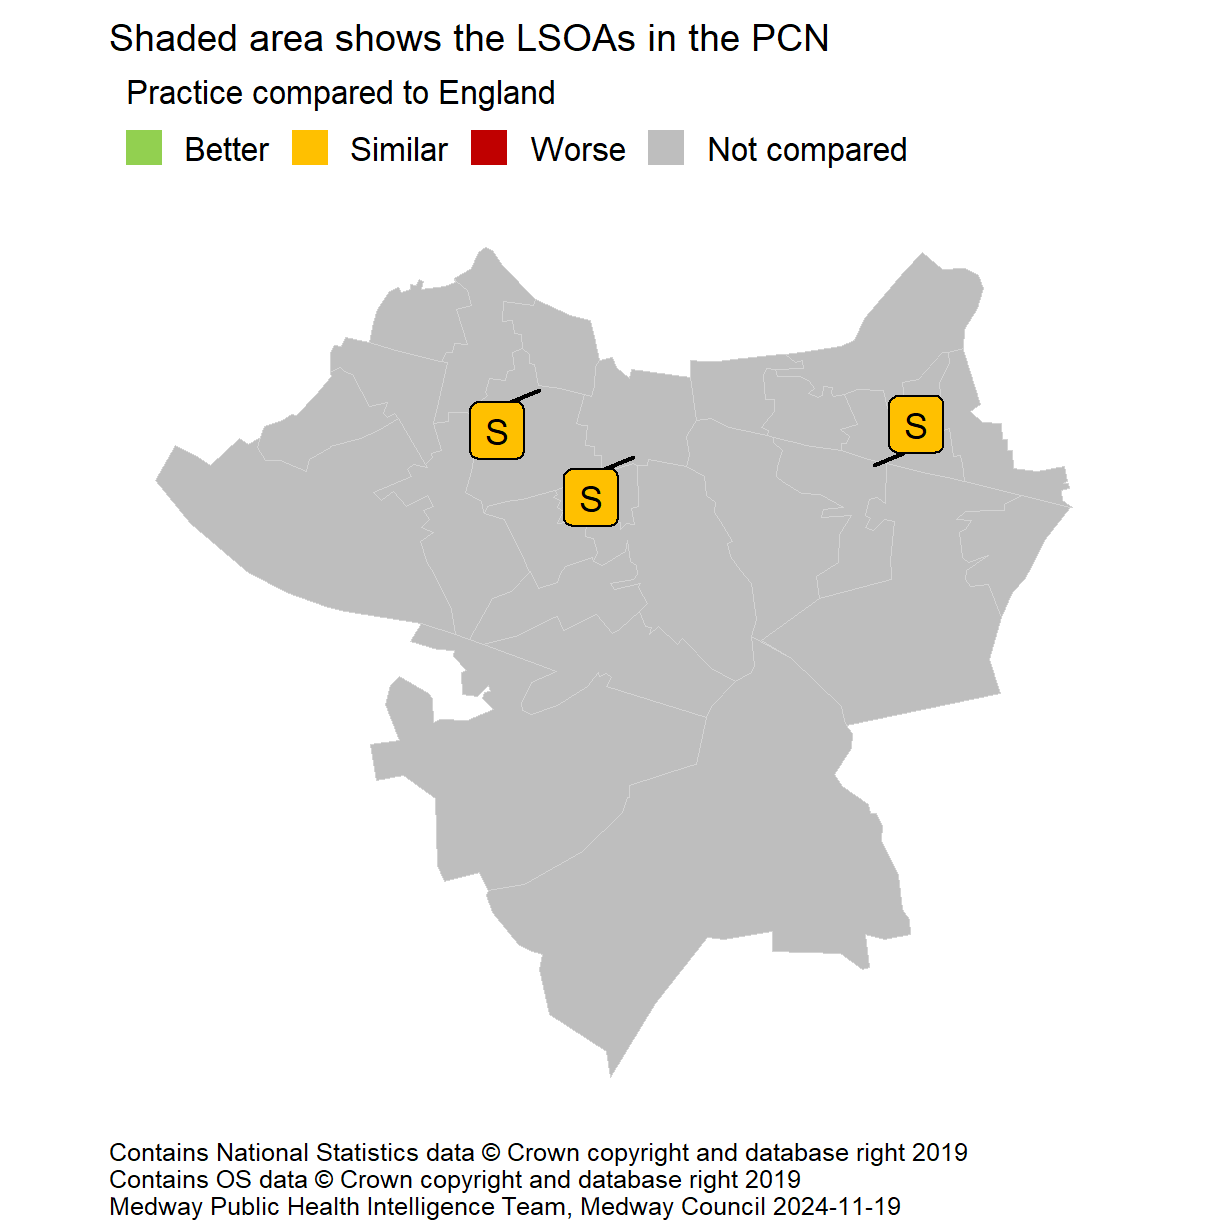 Shaded area shows the LSOAs in the PCN
Practice compared to England
Better Similar Worse Not compared
S
S
S
Contains National Statistics data © Crown copyright and database right 2019
Contains OS data © Crown copyright and database right 2019
Medway Public Health Intelligence Team, Medway Council 2024-11-19